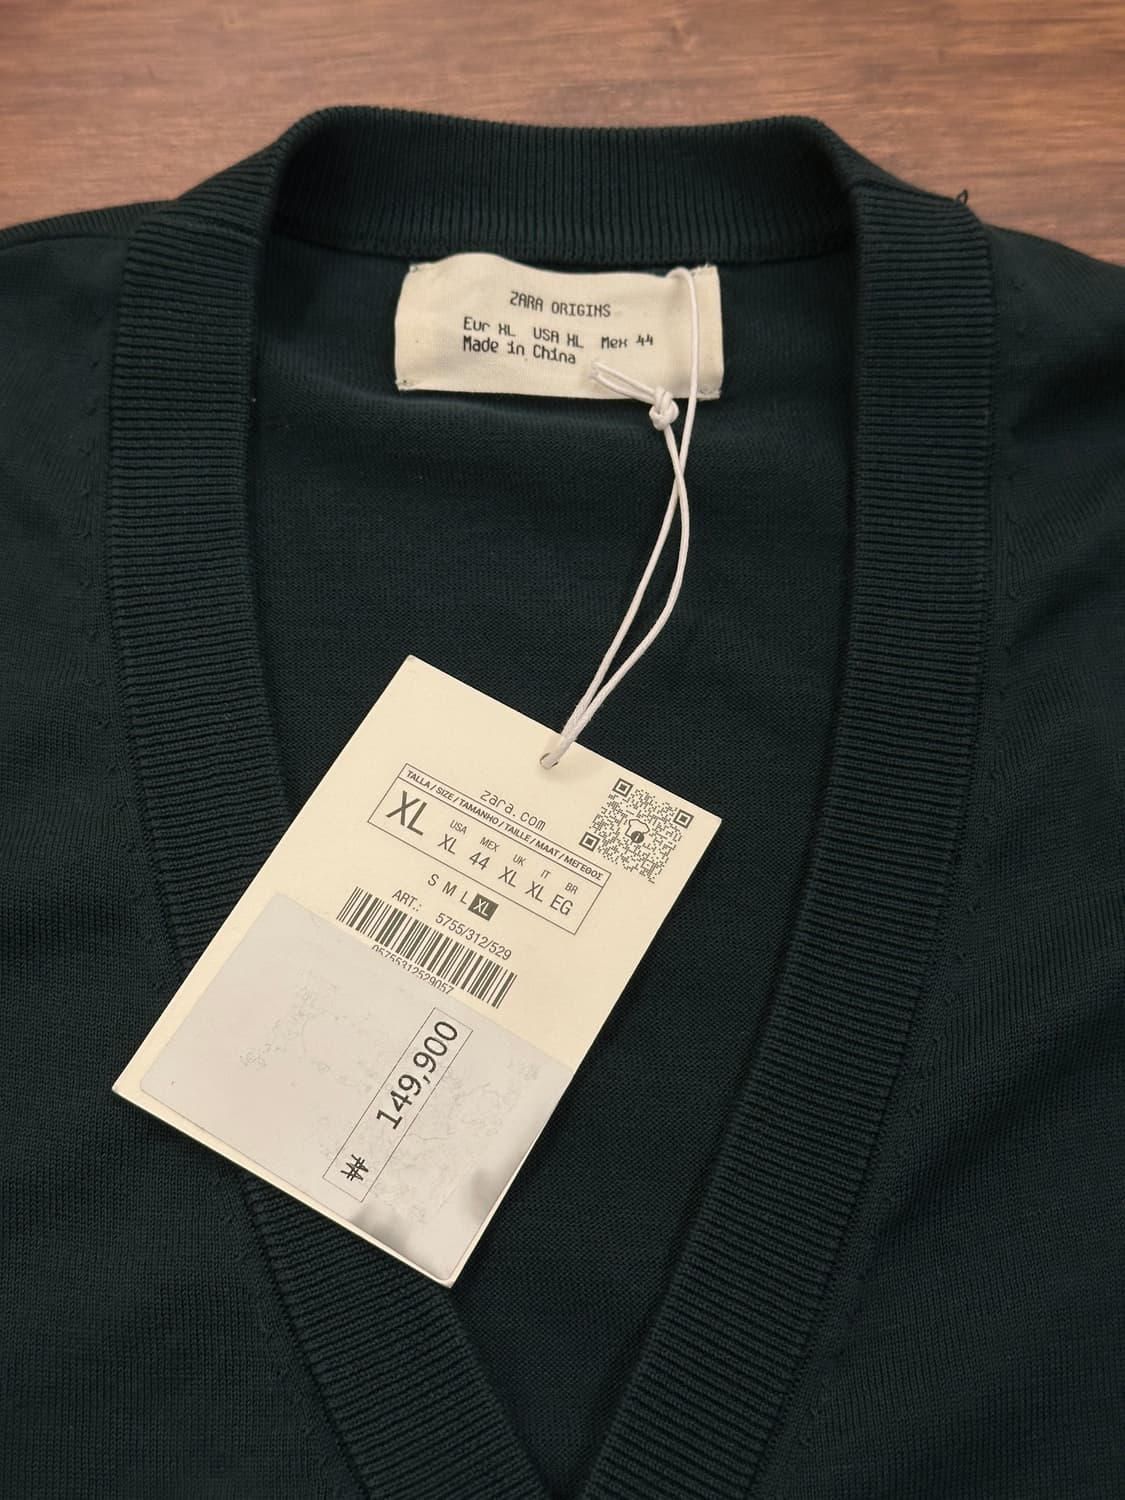 ZARA ORIGINS
Eur XL USA XL Mex 44
Made in China
zara.com
TALLA / SIZE / TAMANHO / TAILLE / MAAT / ΜΕΓΕΘΟΣ
XL
USA MEX UK IT BR
XL 44 XL XL EG
S M L XL
ART.: 5755/312/529
05755312529057
₩ 149,900